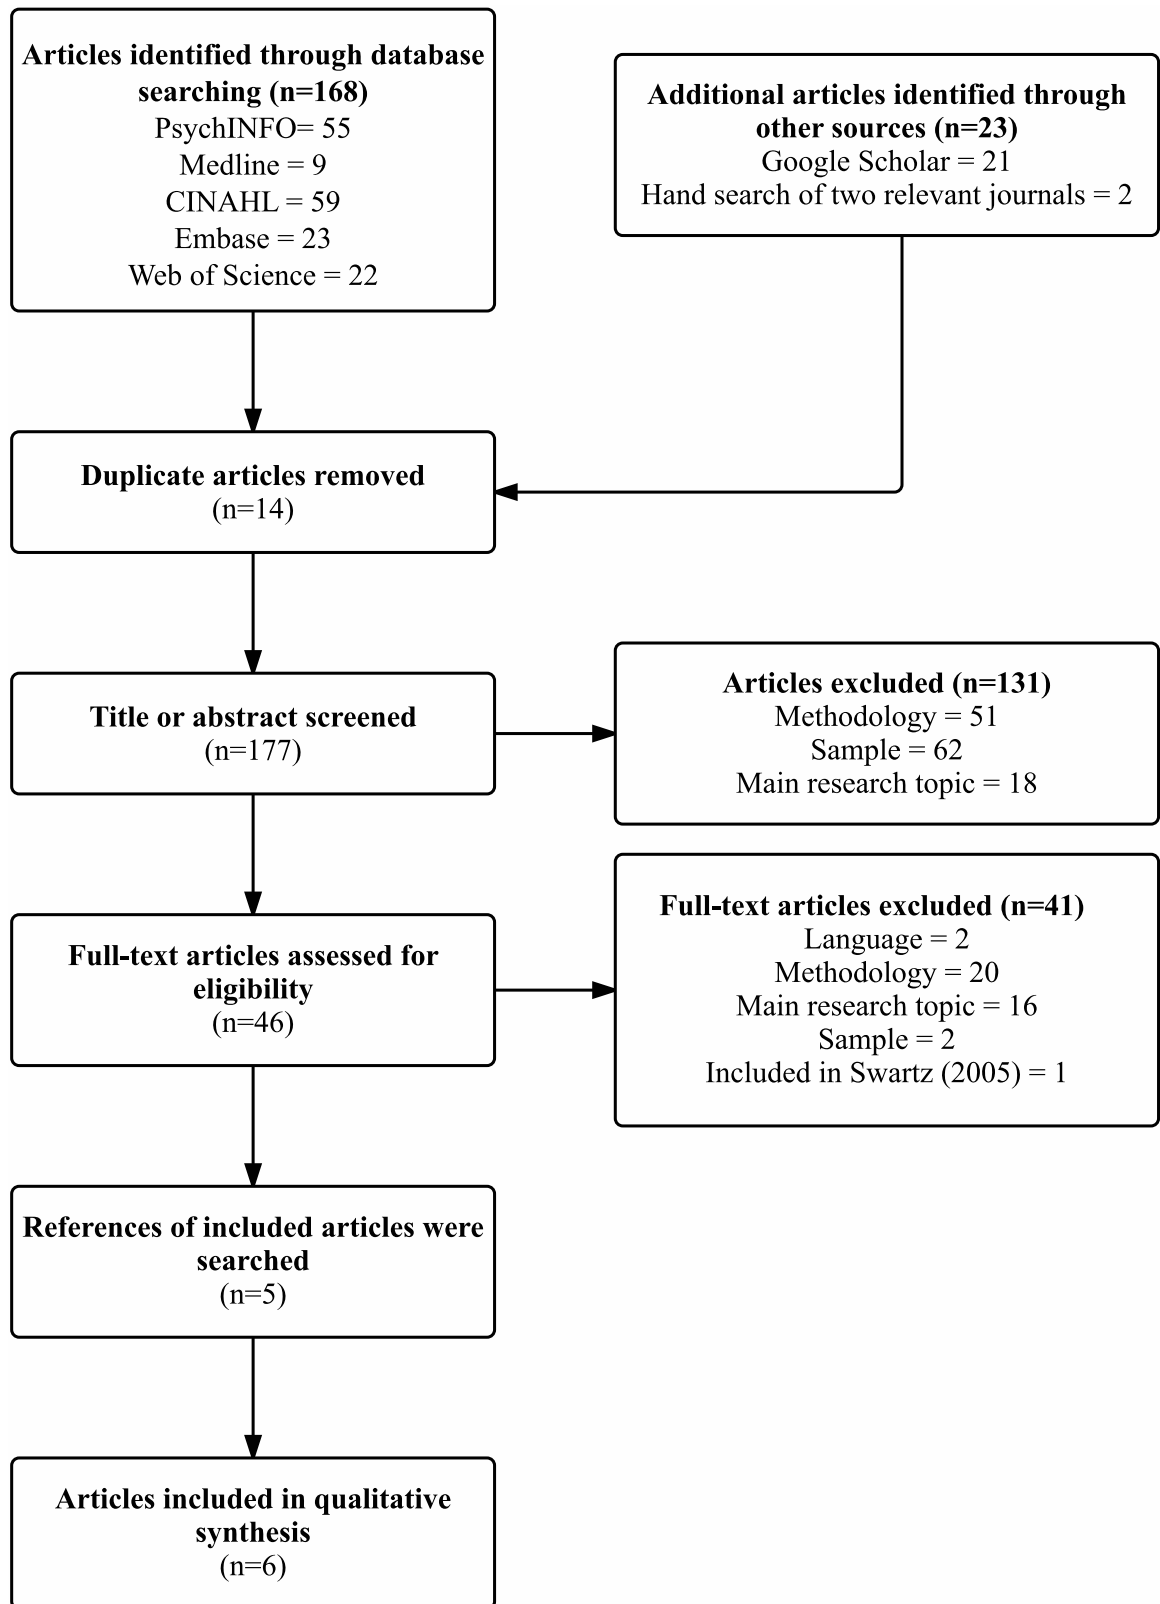 Articles identified through database
searching (n=168)
PsychINFO= 55
Medline = 9
CINAHL = 59
Embase = 23
Web of Science = 22
Additional articles identified through
other sources (n=23)
Google Scholar = 21
Hand search of two relevant journals = 2
Duplicate articles removed
(n=14)
Title or abstract screened
(n=177)
Articles excluded (n=131)
Methodology = 51
Sample = 62
Main research topic = 18
Full-text articles assessed for
eligibility
(n=46)
Full-text articles excluded (n=41)
Language = 2
Methodology = 20
Main research topic = 16
Sample = 2
Included in Swartz (2005) = 1
References of included articles were
searched
(n=5)
Articles included in qualitative
synthesis
(n=6)